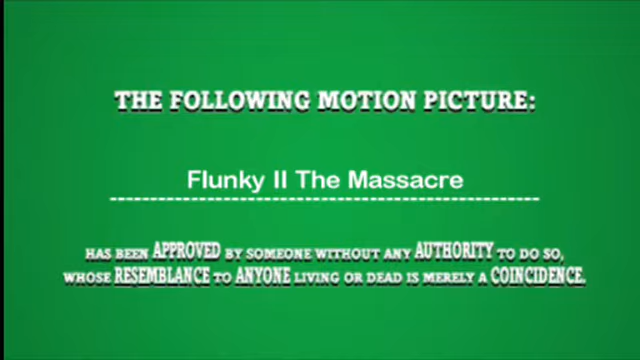 THE FOLLOWING MOTION PICTURE:
Flunky II The Massacre
HAS BEEN APPROVED BY SOMEONE WITHOUT ANY AUTHORITY TO DO SO,
WHOSE RESEMBLANCE TO ANYONE LIVING OR DEAD IS MERELY A COINCIDENCE.